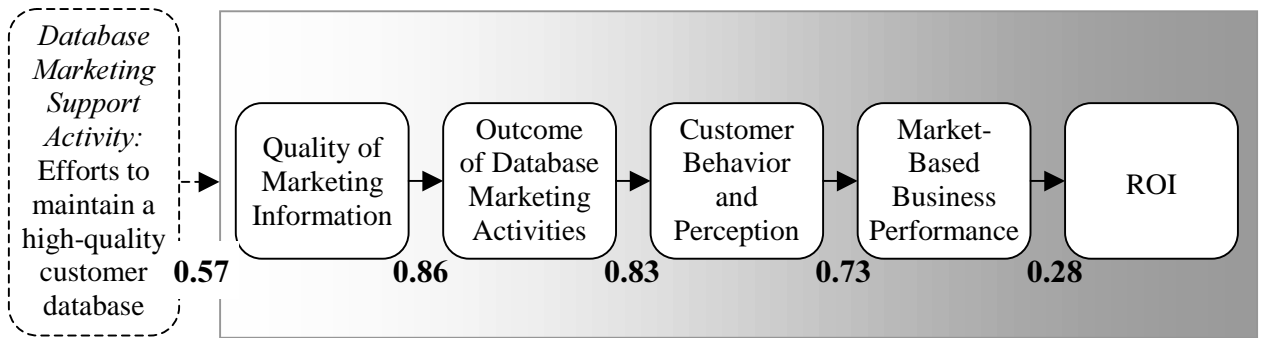 Database
Marketing
Support
Activity:
Efforts to
maintain a
high-quality
customer
database
Quality of
Marketing
Information
Outcome
of Database
Marketing
Activities
Customer
Behavior
and
Perception
Market-
Based
Business
Performance
ROI
0.57
0.86
0.83
0.73
0.28